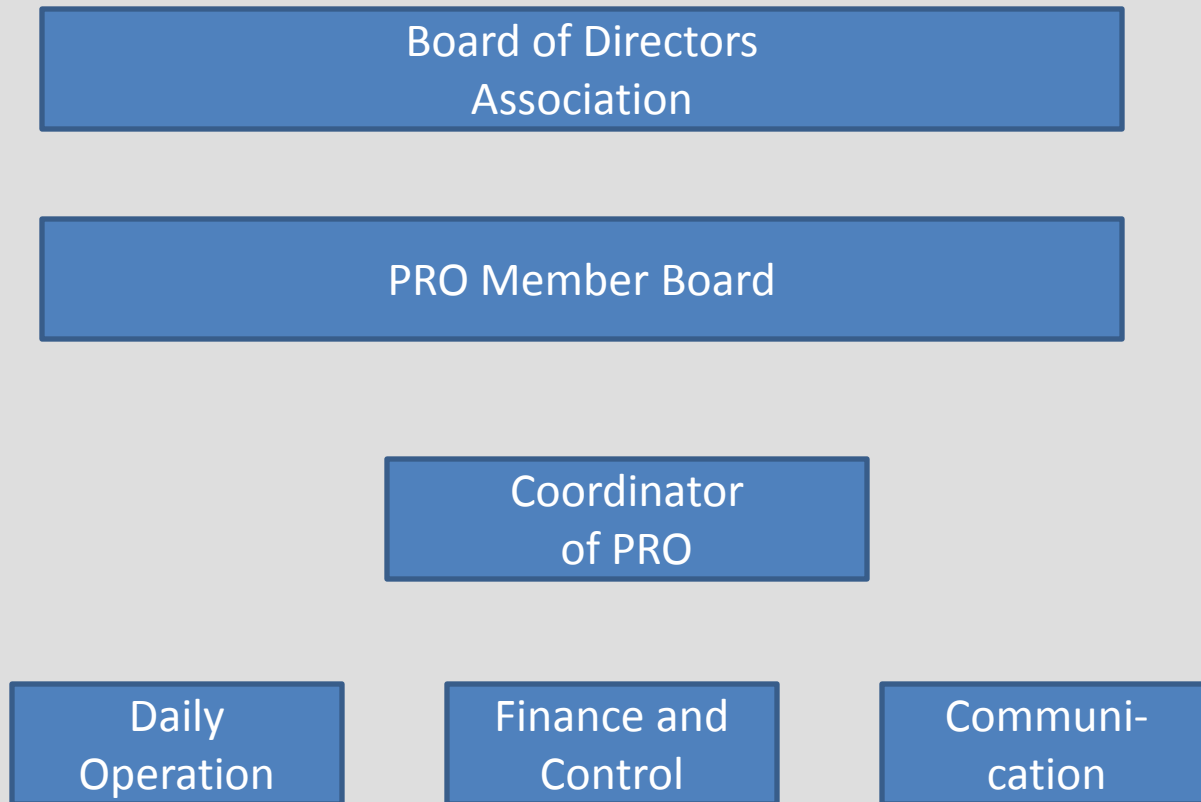 Board of Directors
Association
PRO Member Board
Coordinator
of PRO
Daily
Operation
Finance and
Control
Communi-
cation